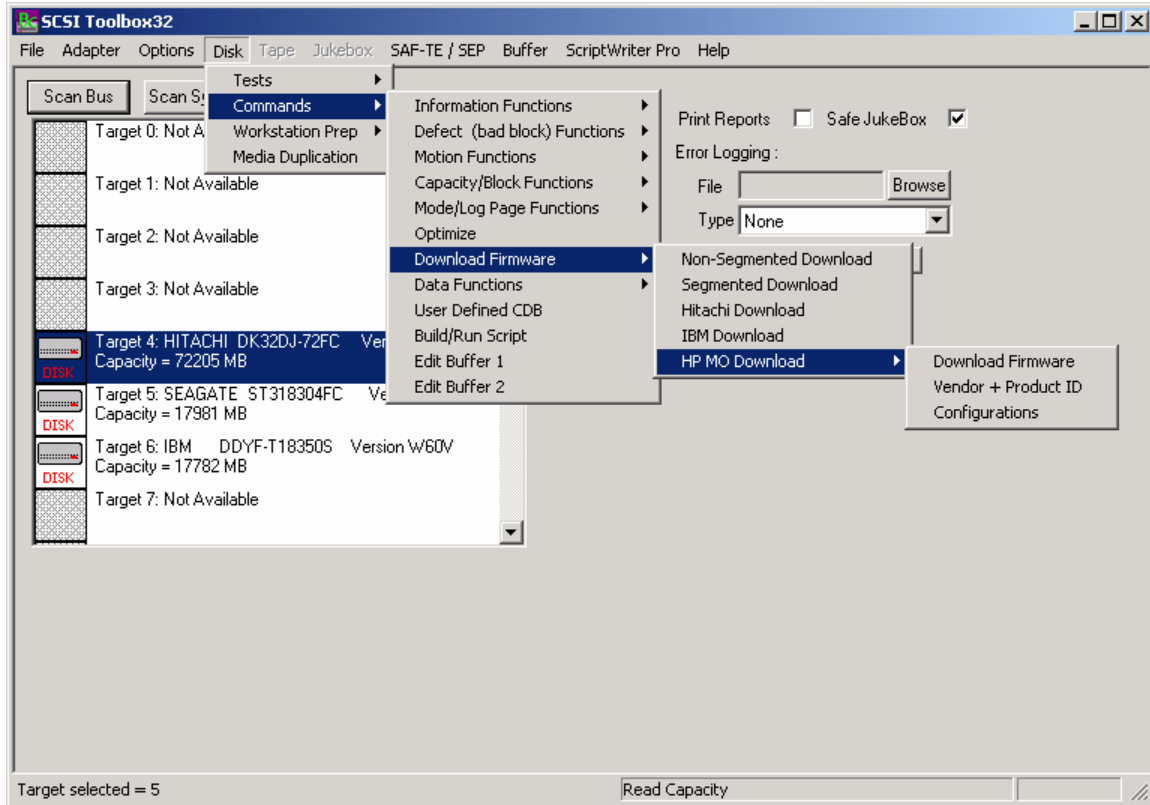 SCSI Toolbox32
File Adapter Options Disk Tape Jukebox SAF-TE / SEP Buffer ScriptWriter Pro Help
Scan Bus
Scan
Tests
Commands
Workstation Prep
Media Duplication
Information Functions
Defect (bad block) Functions
Motion Functions
Capacity/Block Functions
Mode/Log Page Functions
Optimize
Download Firmware
Data Functions
User Defined CDB
Build/Run Script
Edit Buffer 1
Edit Buffer 2
Non-Segmented Download
Segmented Download
Hitachi Download
IBM Download
HP MO Download
Download Firmware
Vendor + Product ID
Configurations
Print Reports
Safe JukeBox
Error Logging :
File
Browse
Type None
Target 0: Not A
Target 1: Not Available
Target 2: Not Available
Target 3: Not Available
DISK
Target 4: HITACHI DK32DJ-72FC Ver
Capacity = 72205 MB
DISK
Target 5: SEAGATE ST318304FC Ve
Capacity = 17981 MB
DISK
Target 6: IBM DDYF-T18350S Version W60V
Capacity = 17782 MB
Target 7: Not Available
Target selected = 5
Read Capacity